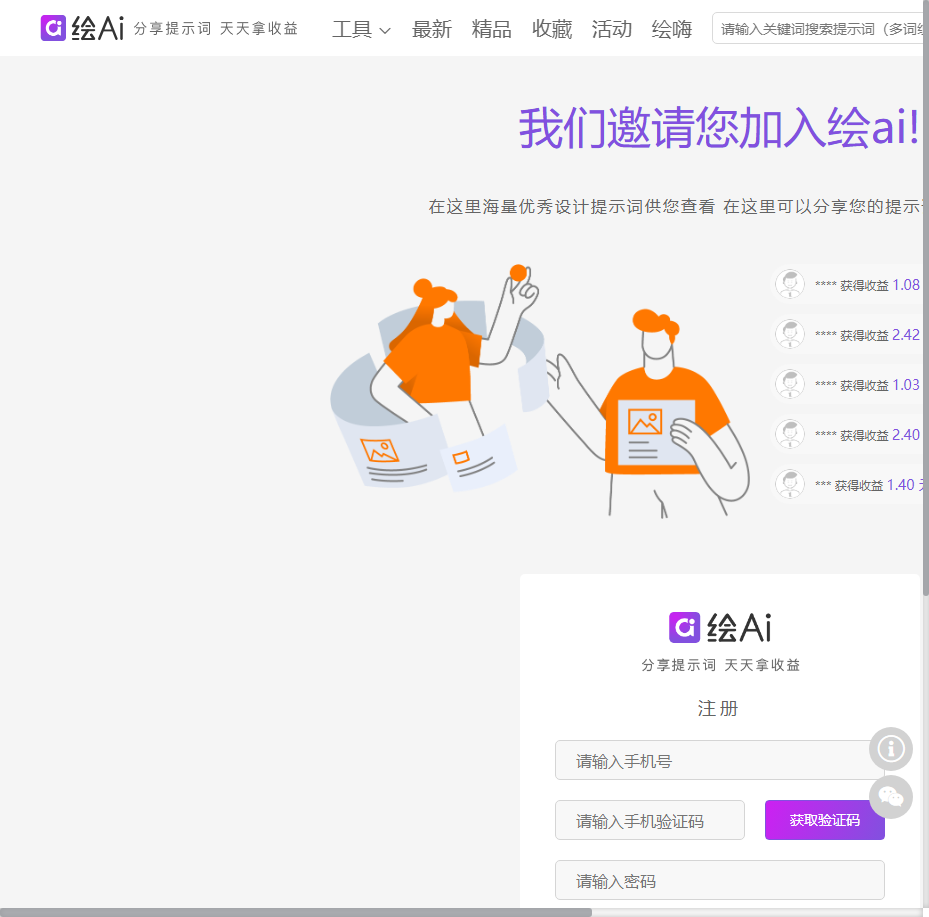 绘Ai 分享提示词 天天拿收益 工具 最新 精品 收藏 活动 绘嗨 请输入关键词搜索提示词（多词
我们邀请您加入绘ai!
在这里海量优秀设计提示词供您查看 在这里可以分享您的提示
**** 获得收益 1.08
**** 获得收益 2.42
**** 获得收益 1.03
**** 获得收益 2.40
*** 获得收益 1.40
绘Ai
分享提示词 天天拿收益
注册
请输入手机号
请输入手机验证码 获取验证码
请输入密码